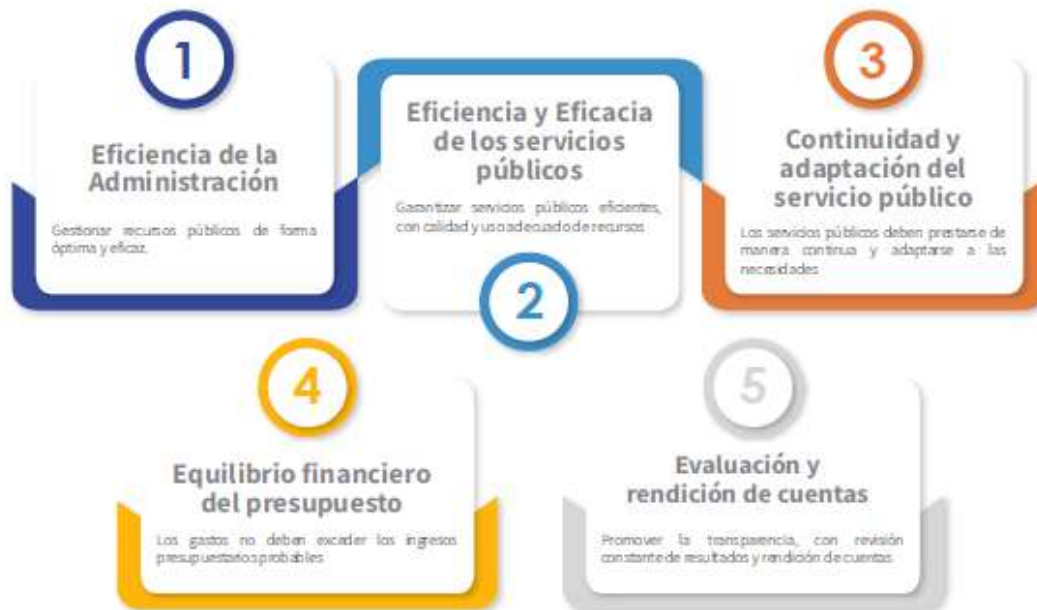 1
Eficiencia de la
Administración
Gestionar recursos públicos de forma
óptima y eficaz.
Eficiencia y Eficacia
de los servicios
públicos
Garantizar servicios públicos eficientes,
con calidad y uso adecuado de recursos
2
3
Continuidad y
adaptación del
servicio público
Los servicios públicos deben prestarse de
manera continua y adaptarse a las
necesidades
4
Equilibrio financiero
del presupuesto
Los gastos no deben exceder los ingresos
presupuestarios probables
5
Evaluación y
rendición de cuentas
Promover la transparencia, con revisión
constante de resultados y rendición de cuentas